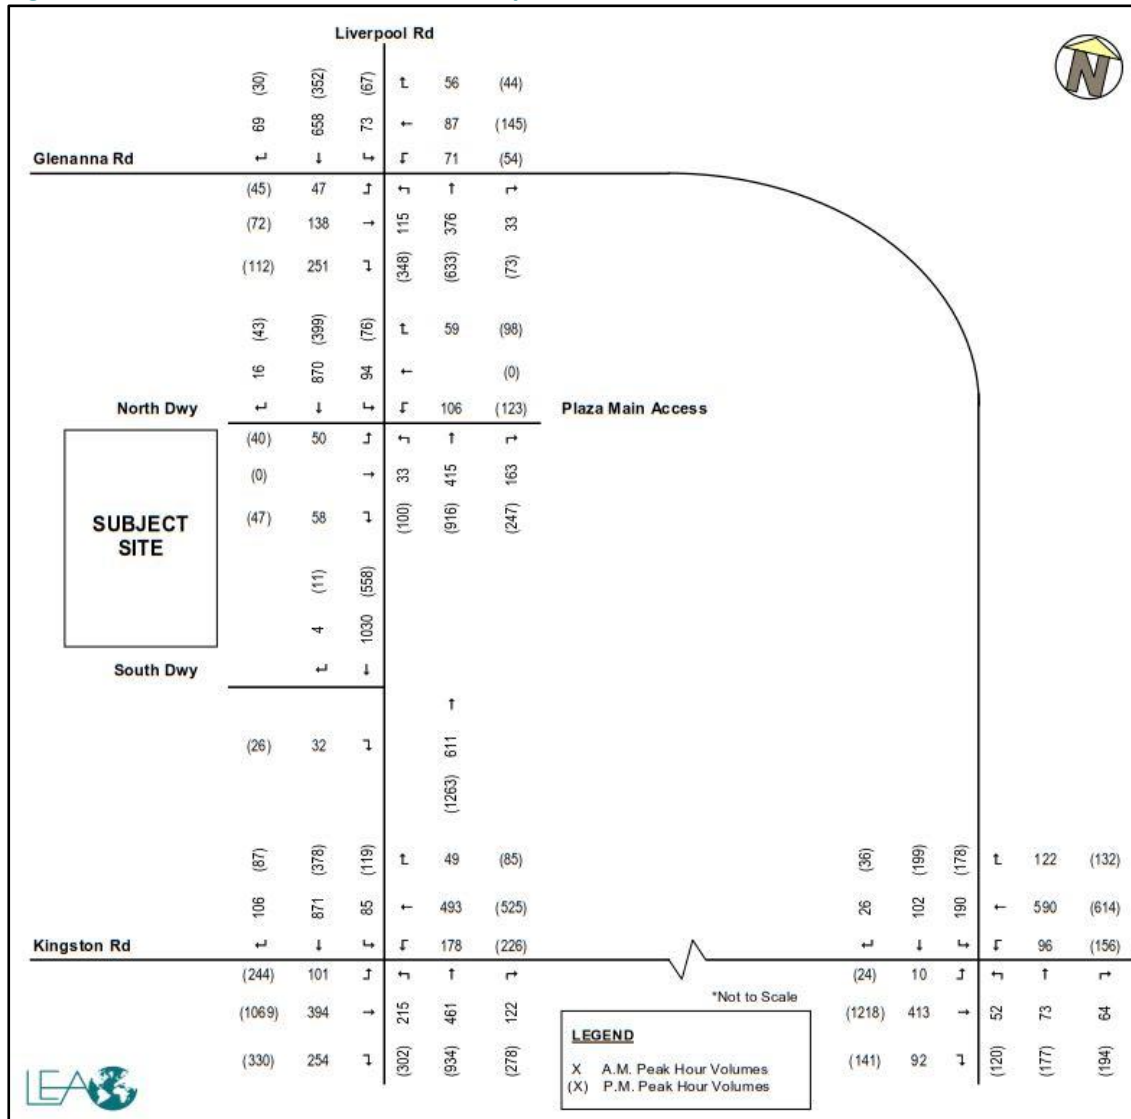 Liverpool Rd
N
(30) (352) (67) 56 (44)
69 658 73 87 (145)
Glenanna Rd 71 (54)
(45) 47
(72) 138 115 376 33
(112) 251 (348) (633) (73)
(43) (399) (76) 59 (98)
16 870 94 (0)
North Dwy 106 (123) Plaza Main Access
(40) 50
(0) 33 415 163
(47) 58 (100) (916) (247)
SUBJECT
SITE
(11) (558)
4 1030
South Dwy
(26) 32 611
(1263)
(87) (378) (119) 49 (85) (36) (199) (178) 122 (132)
106 871 85 493 (525) 26 102 190 590 (614)
Kingston Rd 178 (226) 96 (156)
(244) 101 (24) 10
*Not to Scale
(1069) 394 215 461 122 (1218) 413 52 73 64
(330) 254 (302) (934) (278) (141) 92 (120) (177) (194)
LEGEND
X A.M. Peak Hour Volumes
(X) P.M. Peak Hour Volumes
LEA